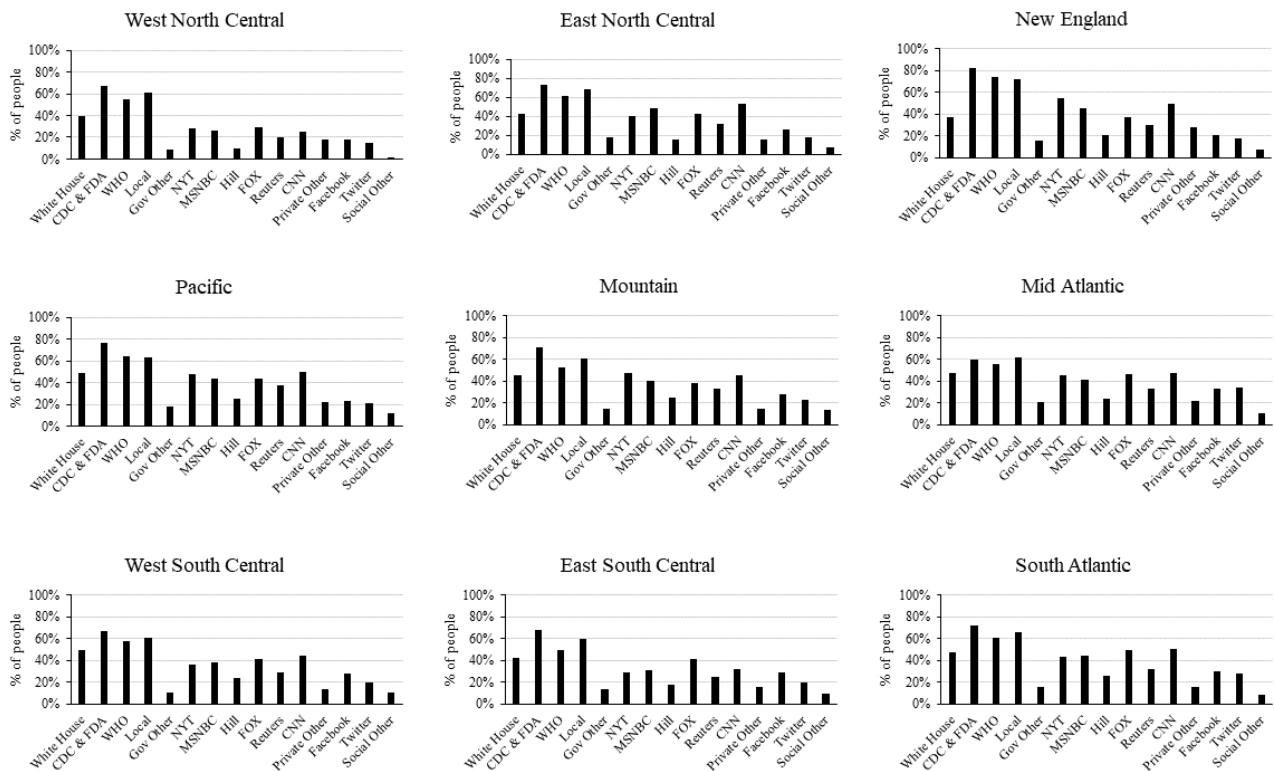 West North Central
% of people
100%
80%
60%
40%
20%
0%
White House
CDC & FDA
WHO
Local
Gov Other
NYT
MSNBC
Hill
FOX
Reuters
CNN
Private Other
Facebook
Twitter
Social Other
East North Central
% of people
100%
80%
60%
40%
20%
0%
White House
CDC & FDA
WHO
Local
Gov Other
NYT
MSNBC
Hill
FOX
Reuters
CNN
Private Other
Facebook
Twitter
Social Other
New England
% of people
100%
80%
60%
40%
20%
0%
White House
CDC & FDA
WHO
Local
Gov Other
NYT
MSNBC
Hill
FOX
Reuters
CNN
Private Other
Facebook
Twitter
Social Other
Pacific
% of people
100%
80%
60%
40%
20%
0%
White House
CDC & FDA
WHO
Local
Gov Other
NYT
MSNBC
Hill
FOX
Reuters
CNN
Private Other
Facebook
Twitter
Social Other
Mountain
% of people
100%
80%
60%
40%
20%
0%
White House
CDC & FDA
WHO
Local
Gov Other
NYT
MSNBC
Hill
FOX
Reuters
CNN
Private Other
Facebook
Twitter
Social Other
Mid Atlantic
% of people
100%
80%
60%
40%
20%
0%
White House
CDC & FDA
WHO
Local
Gov Other
NYT
MSNBC
Hill
FOX
Reuters
CNN
Private Other
Facebook
Twitter
Social Other
West South Central
% of people
100%
80%
60%
40%
20%
0%
White House
CDC & FDA
WHO
Local
Gov Other
NYT
MSNBC
Hill
FOX
Reuters
CNN
Private Other
Facebook
Twitter
Social Other
East South Central
% of people
100%
80%
60%
40%
20%
0%
White House
CDC & FDA
WHO
Local
Gov Other
NYT
MSNBC
Hill
FOX
Reuters
CNN
Private Other
Facebook
Twitter
Social Other
South Atlantic
% of people
100%
80%
60%
40%
20%
0%
White House
CDC & FDA
WHO
Local
Gov Other
NYT
MSNBC
Hill
FOX
Reuters
CNN
Private Other
Facebook
Twitter
Social Other